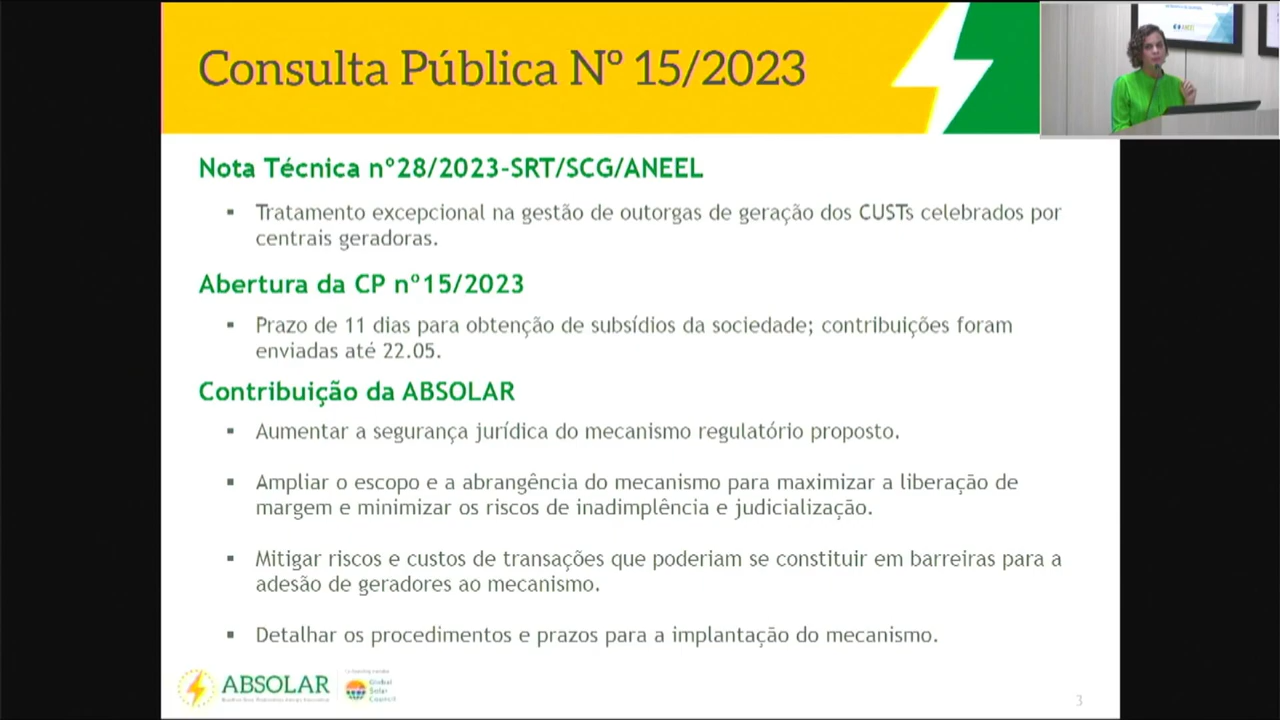 Consulta Pública Nº 15/2023
Nota Técnica nº28/2023-SRT/SCG/ANEEL
▪ Tratamento excepcional na gestão de outorgas de geração dos CUSTs celebrados por
centrais geradoras.
Abertura da CP nº15/2023
▪ Prazo de 11 dias para obtenção de subsídios da sociedade; contribuições foram
enviadas até 22.05.
Contribuição da ABSOLAR
▪ Aumentar a segurança jurídica do mecanismo regulatório proposto.
▪ Ampliar o escopo e a abrangência do mecanismo para maximizar a liberação de
margem e minimizar os riscos de inadimplência e judicialização.
▪ Mitigar riscos e custos de transações que poderiam se constituir em barreiras para a
adesão de geradores ao mecanismo.
▪ Detalhar os procedimentos e prazos para a implantação do mecanismo.
ABSOLAR
Global
Solar
Council
3
ANEEL